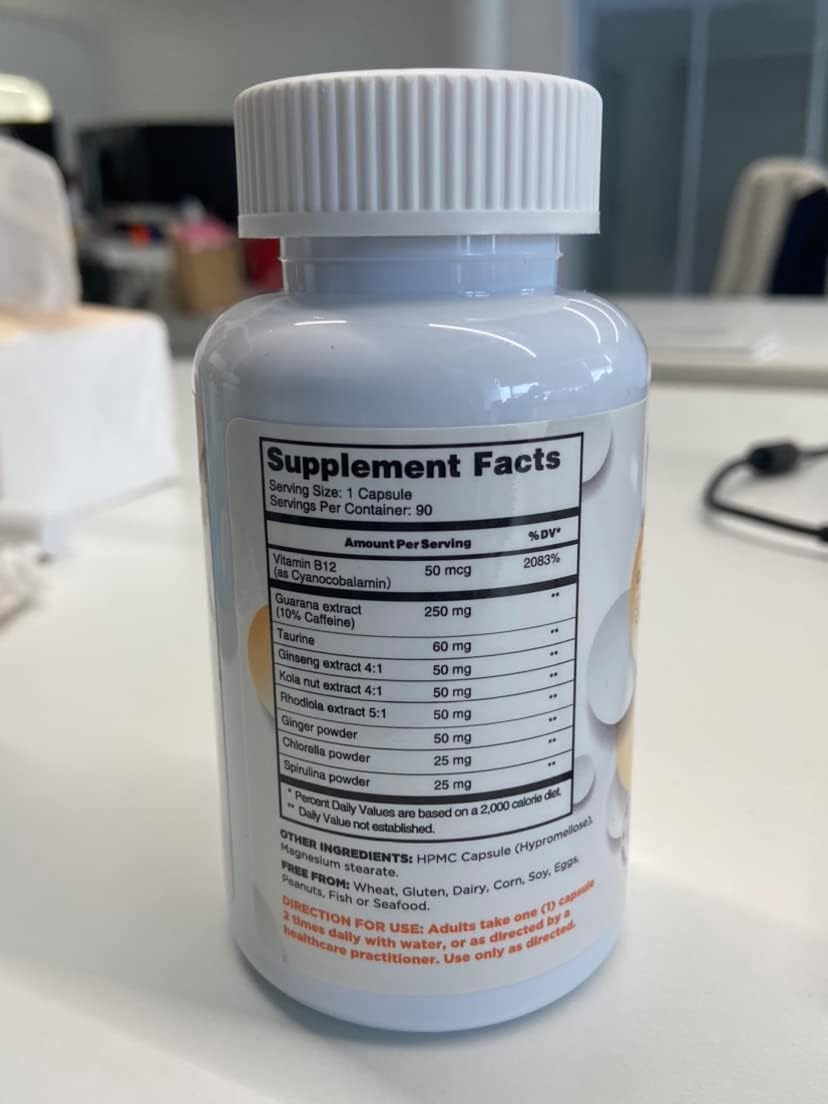 Supplement Facts
Serving Size: 1 Capsule
Servings Per Container: 90
Amount Per Serving %DV*
Vitamin B12
(as Cyanocobalamin) 50 mcg 2083%
Guarana extract
(10% Caffeine) 250 mg **
Taurine 60 mg **
Ginseng extract 4:1 50 mg **
Kola nut extract 4:1 50 mg **
Rhodiola extract 5:1 50 mg **
Ginger powder 50 mg **
Chlorella powder 25 mg **
Spirulina powder 25 mg **
* Percent Daily Values are based on a 2,000 calorie diet.
** Daily Value not established.
OTHER INGREDIENTS: HPMC Capsule (Hypromellose),
Magnesium stearate.
FREE FROM: Wheat, Gluten, Dairy, Corn, Soy, Eggs,
Peanuts, Fish or Seafood.
DIRECTION FOR USE: Adults take one (1) capsule
2 times daily with water, or as directed by a
healthcare practitioner. Use only as directed.